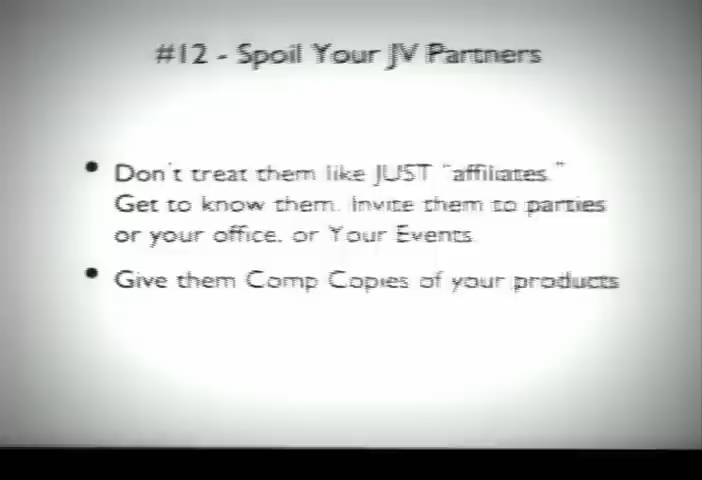 #12 - Spoil Your JV Partners
• Don't treat them like JUST "affiliates."
Get to know them. Invite them to parties
or your office. or Your Events
• Give them Comp Copies of your products